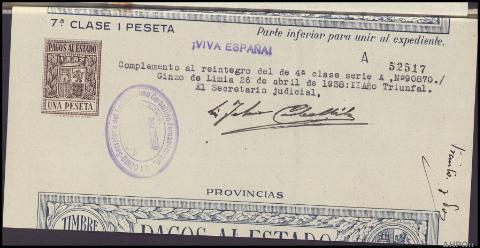 7ª CLASE 1 PESETA
Parte inferior para unir al expediente.
¡VIVA ESPAÑA!
A 52517
PAGOS AL ESTADO
UNA PESETA
Complemento al reintegro del de 4ª clase serie A, Nº90870./
Ginzo de Limia 26 de abril de 1938:IIAño Triunfal.
El Secretario judicial,
PROVINCIAS
TIMBRE
PAGOS AL ESTADO